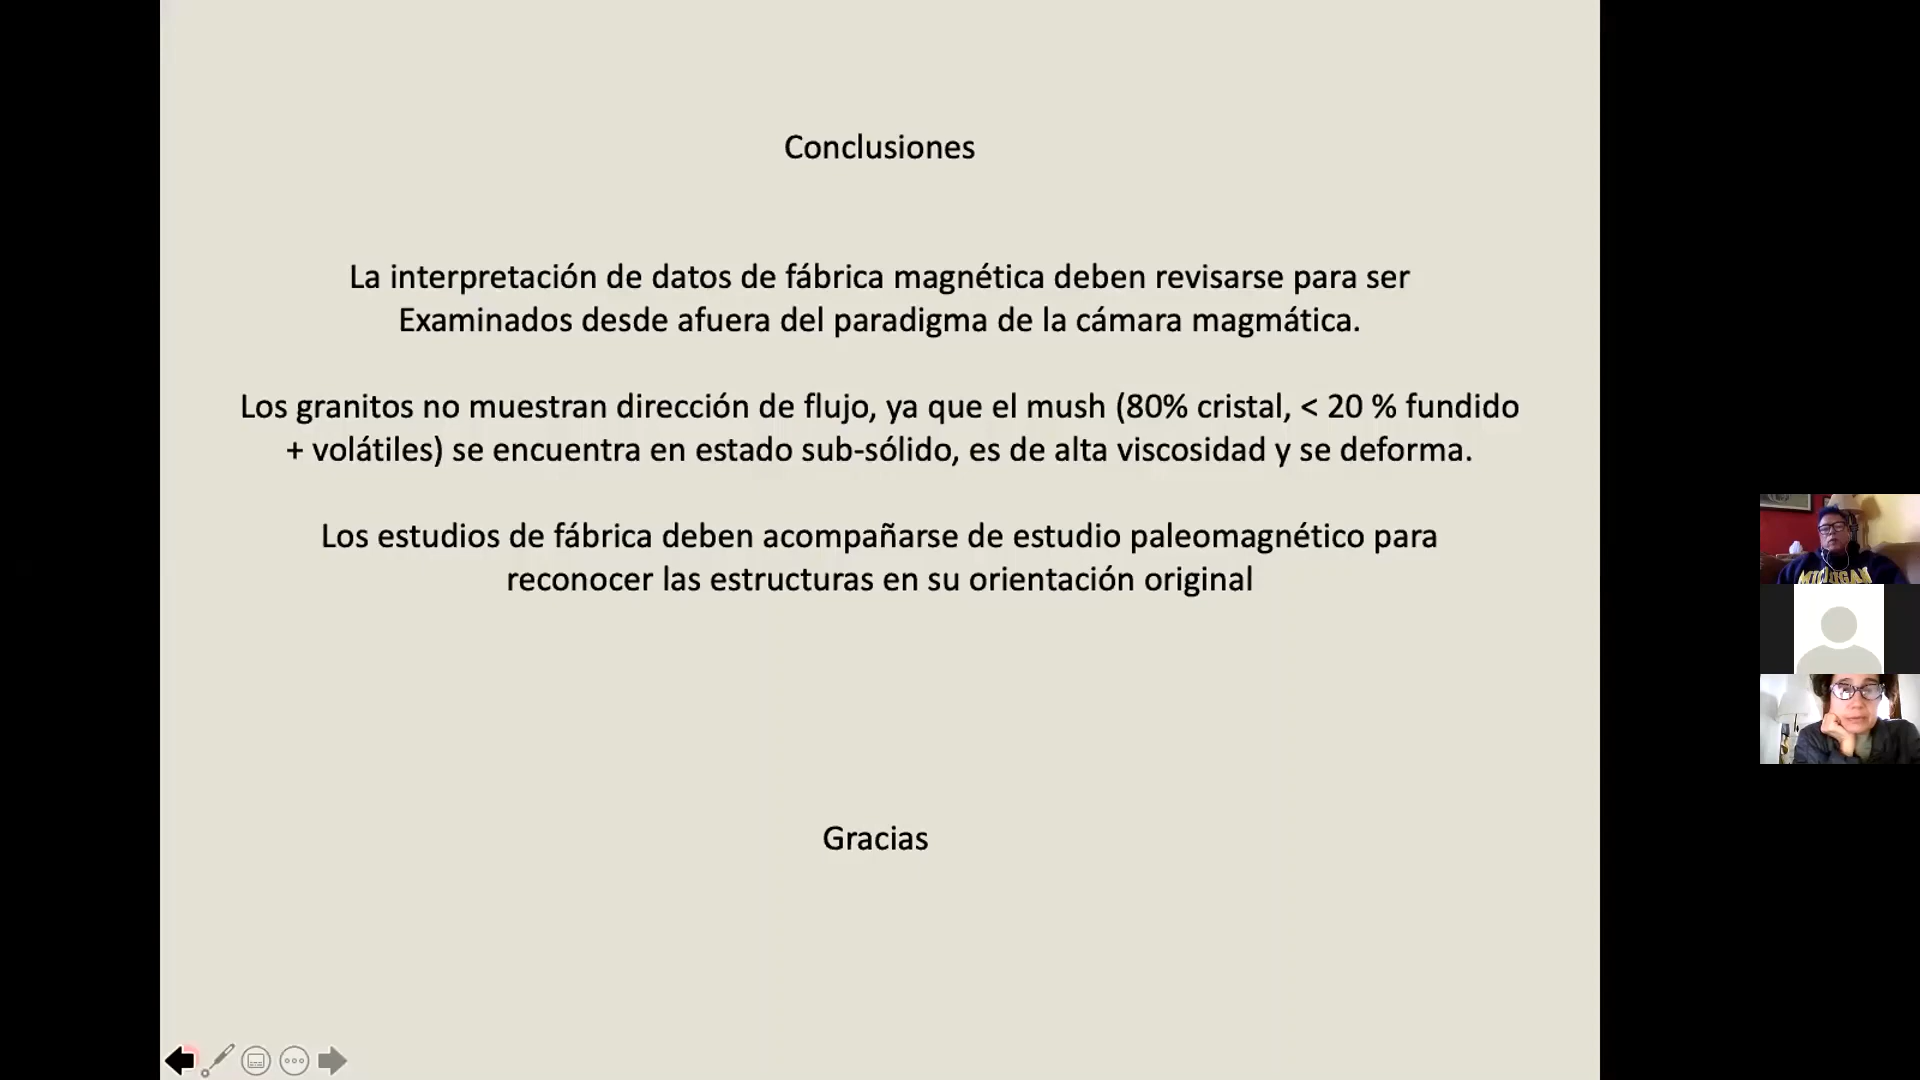 Conclusiones
La interpretación de datos de fábrica magnética deben revisarse para ser
Examinados desde afuera del paradigma de la cámara magmática.
Los granitos no muestran dirección de flujo, ya que el mush (80% cristal, < 20 % fundido
+ volátiles) se encuentra en estado sub-sólido, es de alta viscosidad y se deforma.
Los estudios de fábrica deben acompañarse de estudio paleomagnético para
reconocer las estructuras en su orientación original
Gracias
MICHIGAN